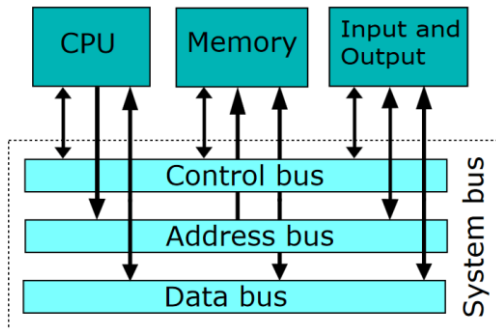 CPU
Memory
Input and
Output
Control bus
Address bus
Data bus
System bus